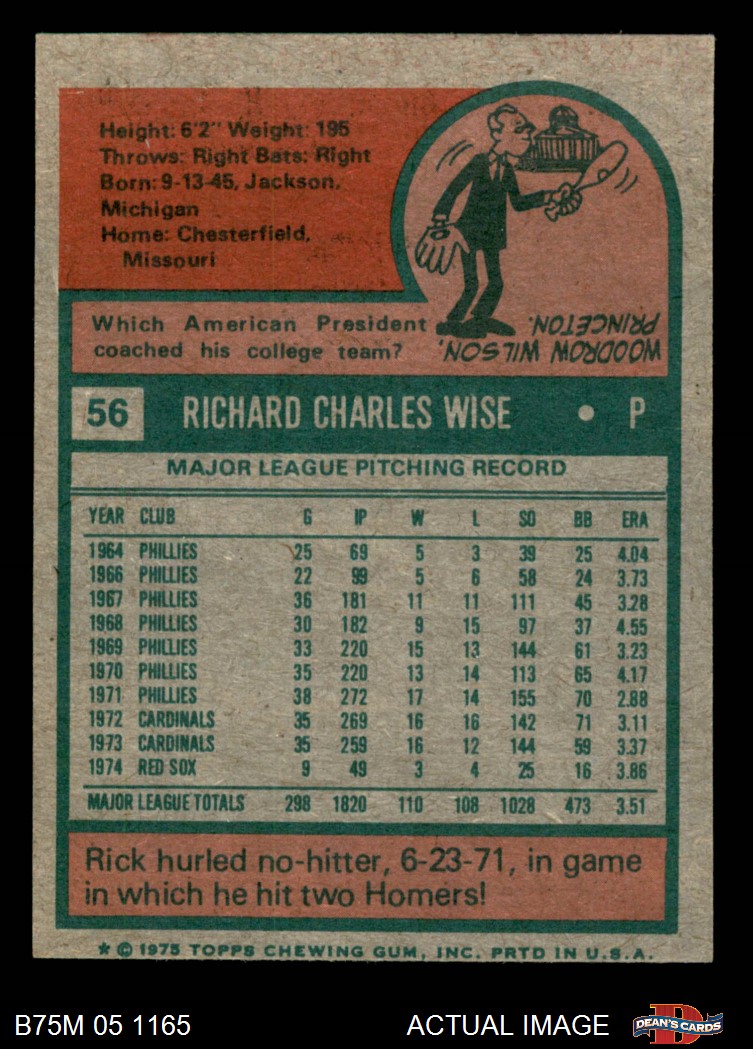 Height: 6'2" Weight: 195
Throws: Right Bats: Right
Born: 9-13-45, Jackson,
Michigan
Home: Chesterfield,
Missouri
Which American President
coached his college team?
WOODROW WILSON,
PRINCETON.
56 RICHARD CHARLES WISE • P
MAJOR LEAGUE PITCHING RECORD
YEAR CLUB G IP W L SO BB ERA
1964 PHILLIES 25 69 5 3 39 25 4.04
1966 PHILLIES 22 99 5 6 58 24 3.73
1967 PHILLIES 36 181 11 11 111 45 3.28
1968 PHILLIES 30 182 9 15 97 37 4.55
1969 PHILLIES 33 220 15 13 144 61 3.23
1970 PHILLIES 35 220 13 14 113 65 4.17
1971 PHILLIES 38 272 17 14 155 70 2.88
1972 CARDINALS 35 269 16 16 142 71 3.11
1973 CARDINALS 35 259 16 12 144 59 3.37
1974 RED SOX 9 49 3 4 25 16 3.86
MAJOR LEAGUE TOTALS 298 1820 110 108 1028 473 3.51
Rick hurled no-hitter, 6-23-71, in game
in which he hit two Homers!
* © 1975 TOPPS CHEWING GUM, INC. PRTD IN U.S.A.
B75M 05 1165 ACTUAL IMAGE D DEAN'S CARDS